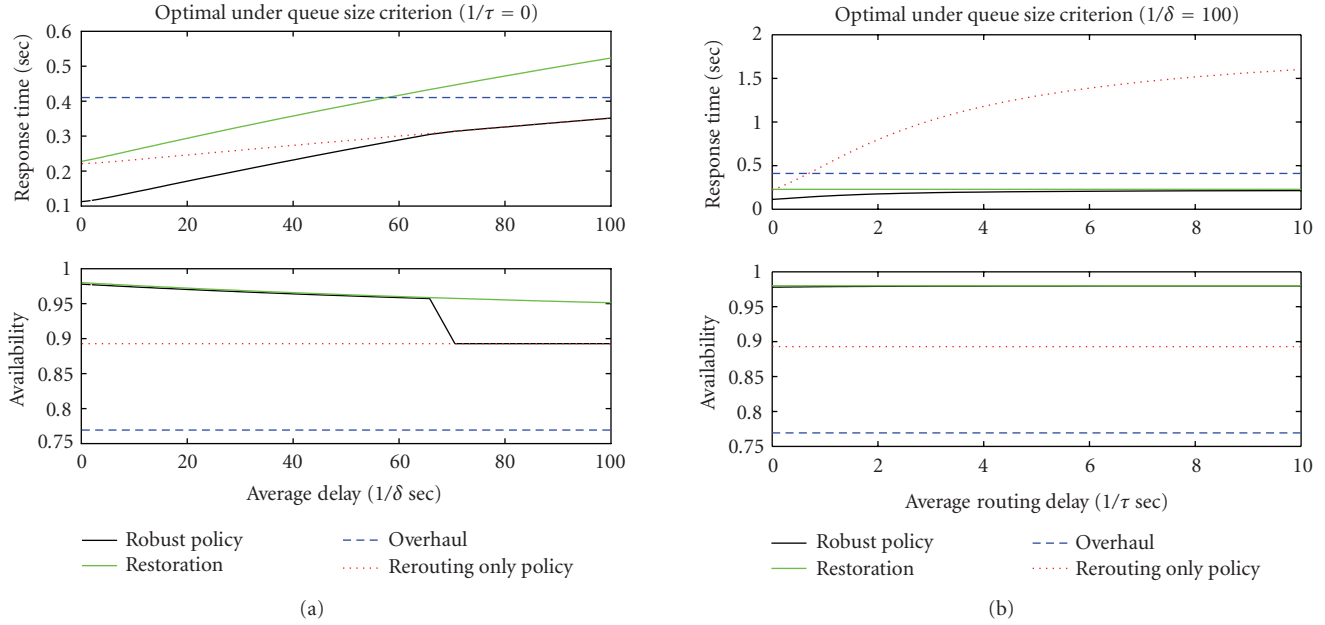 Optimal under queue size criterion (1/τ = 0)
Response time (sec)
0.6
0.5
0.4
0.3
0.2
0.1
0 20 40 60 80 100
Availability
1
0.95
0.9
0.85
0.8
0.75
0 20 40 60 80 100
Average delay (1/δ sec)
Robust policy
Restoration
Overhaul
Rerouting only policy
(a)
Optimal under queue size criterion (1/δ = 100)
Response time (sec)
2
1.5
1
0.5
0
0 2 4 6 8 10
Availability
1
0.95
0.9
0.85
0.8
0.75
0 2 4 6 8 10
Average routing delay (1/τ sec)
Robust policy
Restoration
Overhaul
Rerouting only policy
(b)